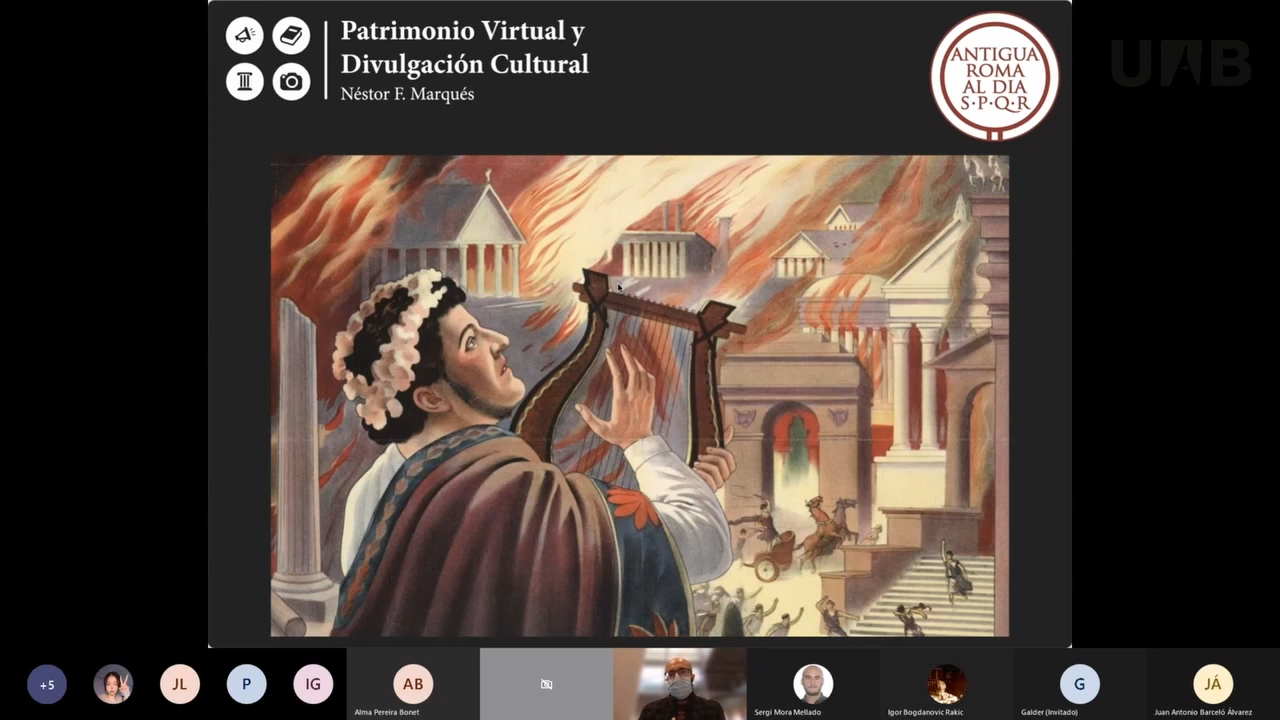 Patrimonio Virtual y
Divulgación Cultural
Néstor F. Marqués
ANTIGUA
ROMA
AL DIA
S·P·Q·R
UAB
+5
JL
P
IG
AB
Alma Pereira Bonet
Sergi Mora Mellado
Igor Bogdanovic Rakic
G
Galder (Invitado)
JÁ
Juan Antonio Barceló Álvarez